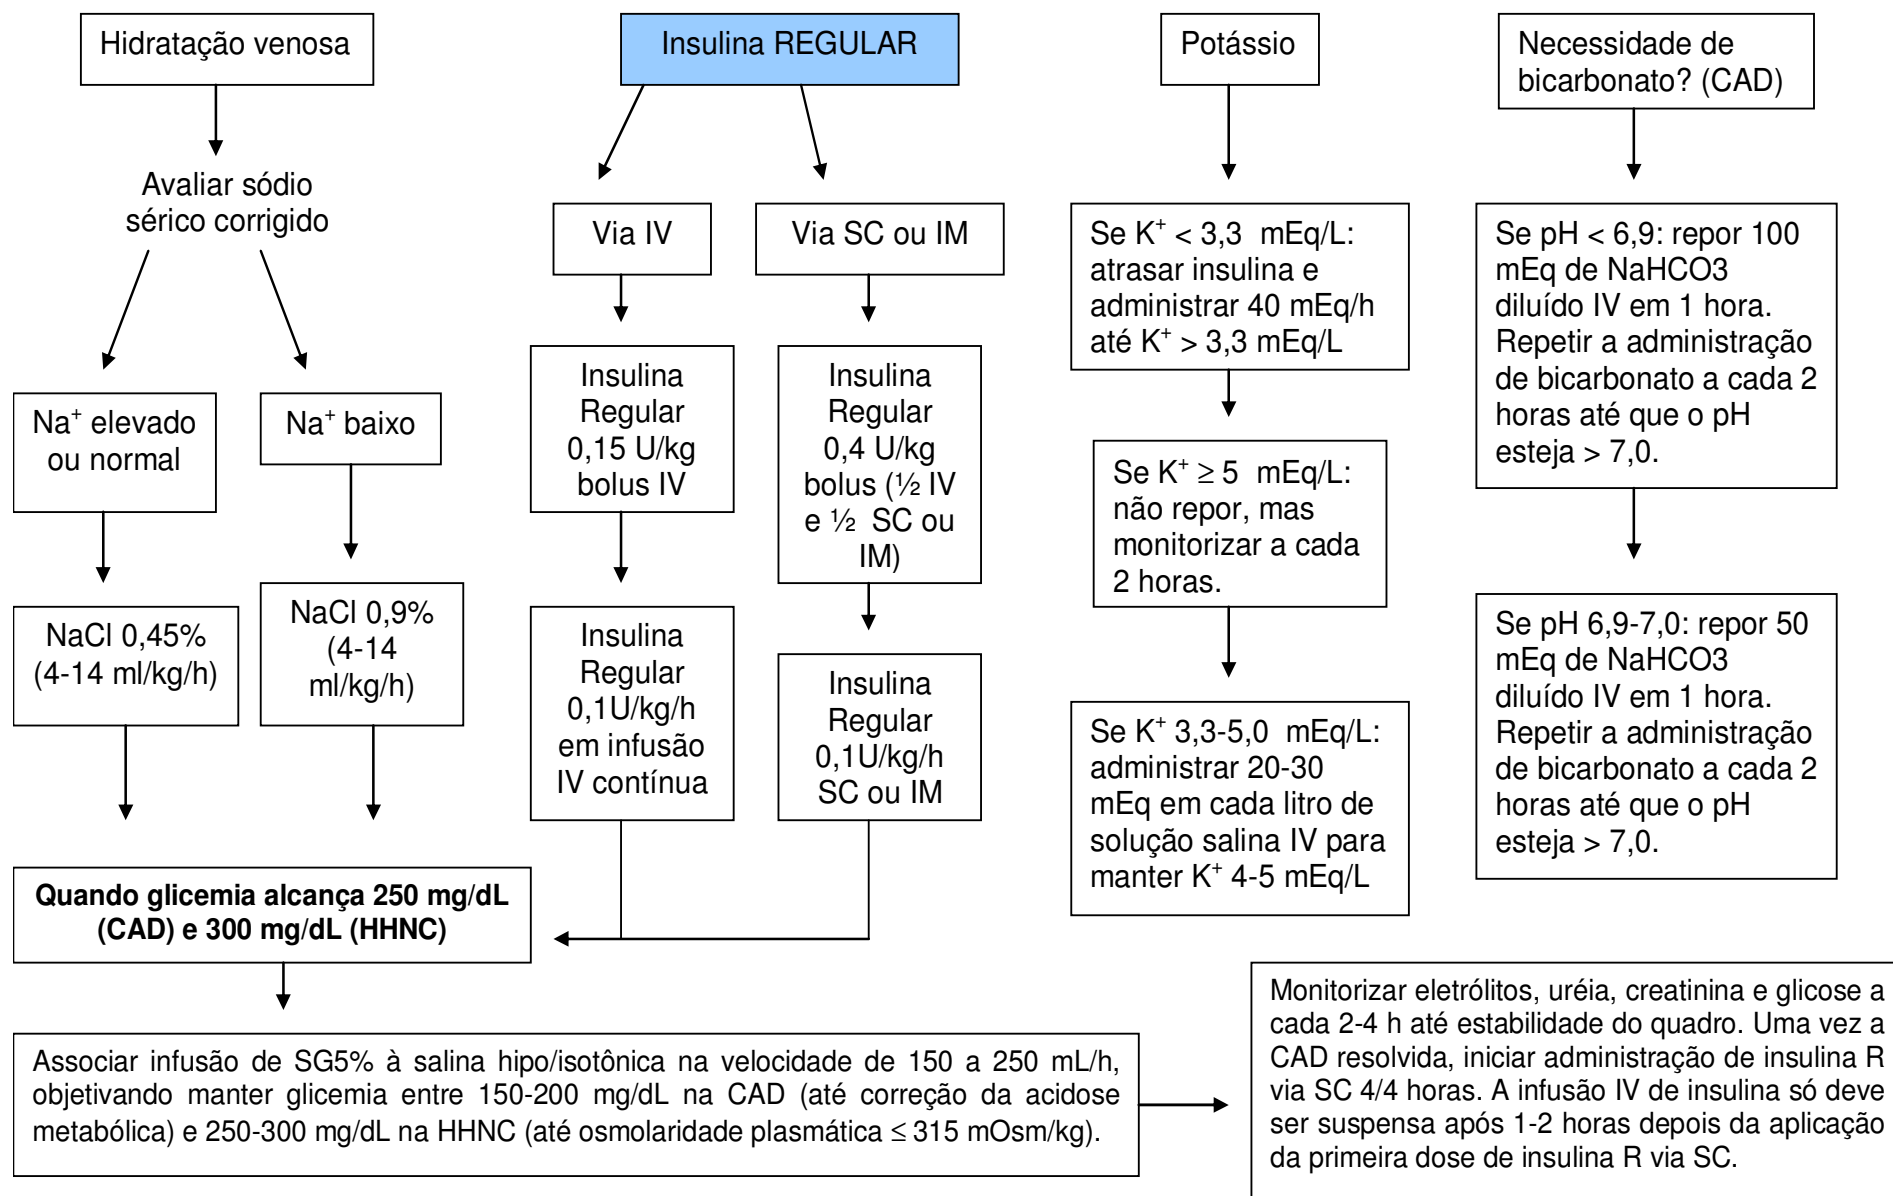 Hidratação venosa
Avaliar sódio
sérico corrigido
Na⁺ elevado
ou normal
Na⁺ baixo
NaCl 0,45%
(4-14 ml/kg/h)
NaCl 0,9%
(4-14
ml/kg/h)
Insulina REGULAR
Via IV
Insulina
Regular
0,15 U/kg
bolus IV
Insulina
Regular
0,1U/kg/h
em infusão
IV contínua
Via SC ou IM
Insulina
Regular
0,4 U/kg
bolus (½ IV
e ½ SC ou
IM)
Insulina
Regular
0,1U/kg/h
SC ou IM
Potássio
Se K⁺ < 3,3 mEq/L:
atrasar insulina e
administrar 40 mEq/h
até K⁺ > 3,3 mEq/L
Se K⁺ ≥ 5 mEq/L:
não repor, mas
monitorizar a cada
2 horas.
Se K⁺ 3,3-5,0 mEq/L:
administrar 20-30
mEq em cada litro de
solução salina IV para
manter K⁺ 4-5 mEq/L
Necessidade de
bicarbonato? (CAD)
Se pH < 6,9: repor 100
mEq de NaHCO3
diluído IV em 1 hora.
Repetir a administração
de bicarbonato a cada 2
horas até que o pH
esteja > 7,0.
Se pH 6,9-7,0: repor 50
mEq de NaHCO3
diluído IV em 1 hora.
Repetir a administração
de bicarbonato a cada 2
horas até que o pH
esteja > 7,0.
Quando glicemia alcança 250 mg/dL
(CAD) e 300 mg/dL (HHNC)
Associar infusão de SG5% à salina hipo/isotônica na velocidade de 150 a 250 mL/h,
objetivando manter glicemia entre 150-200 mg/dL na CAD (até correção da acidose
metabólica) e 250-300 mg/dL na HHNC (até osmolaridade plasmática ≤ 315 mOsm/kg).
Monitorizar eletrólitos, uréia, creatinina e glicose a
cada 2-4 h até estabilidade do quadro. Uma vez a
CAD resolvida, iniciar administração de insulina R
via SC 4/4 horas. A infusão IV de insulina só deve
ser suspensa após 1-2 horas depois da aplicação
da primeira dose de insulina R via SC.